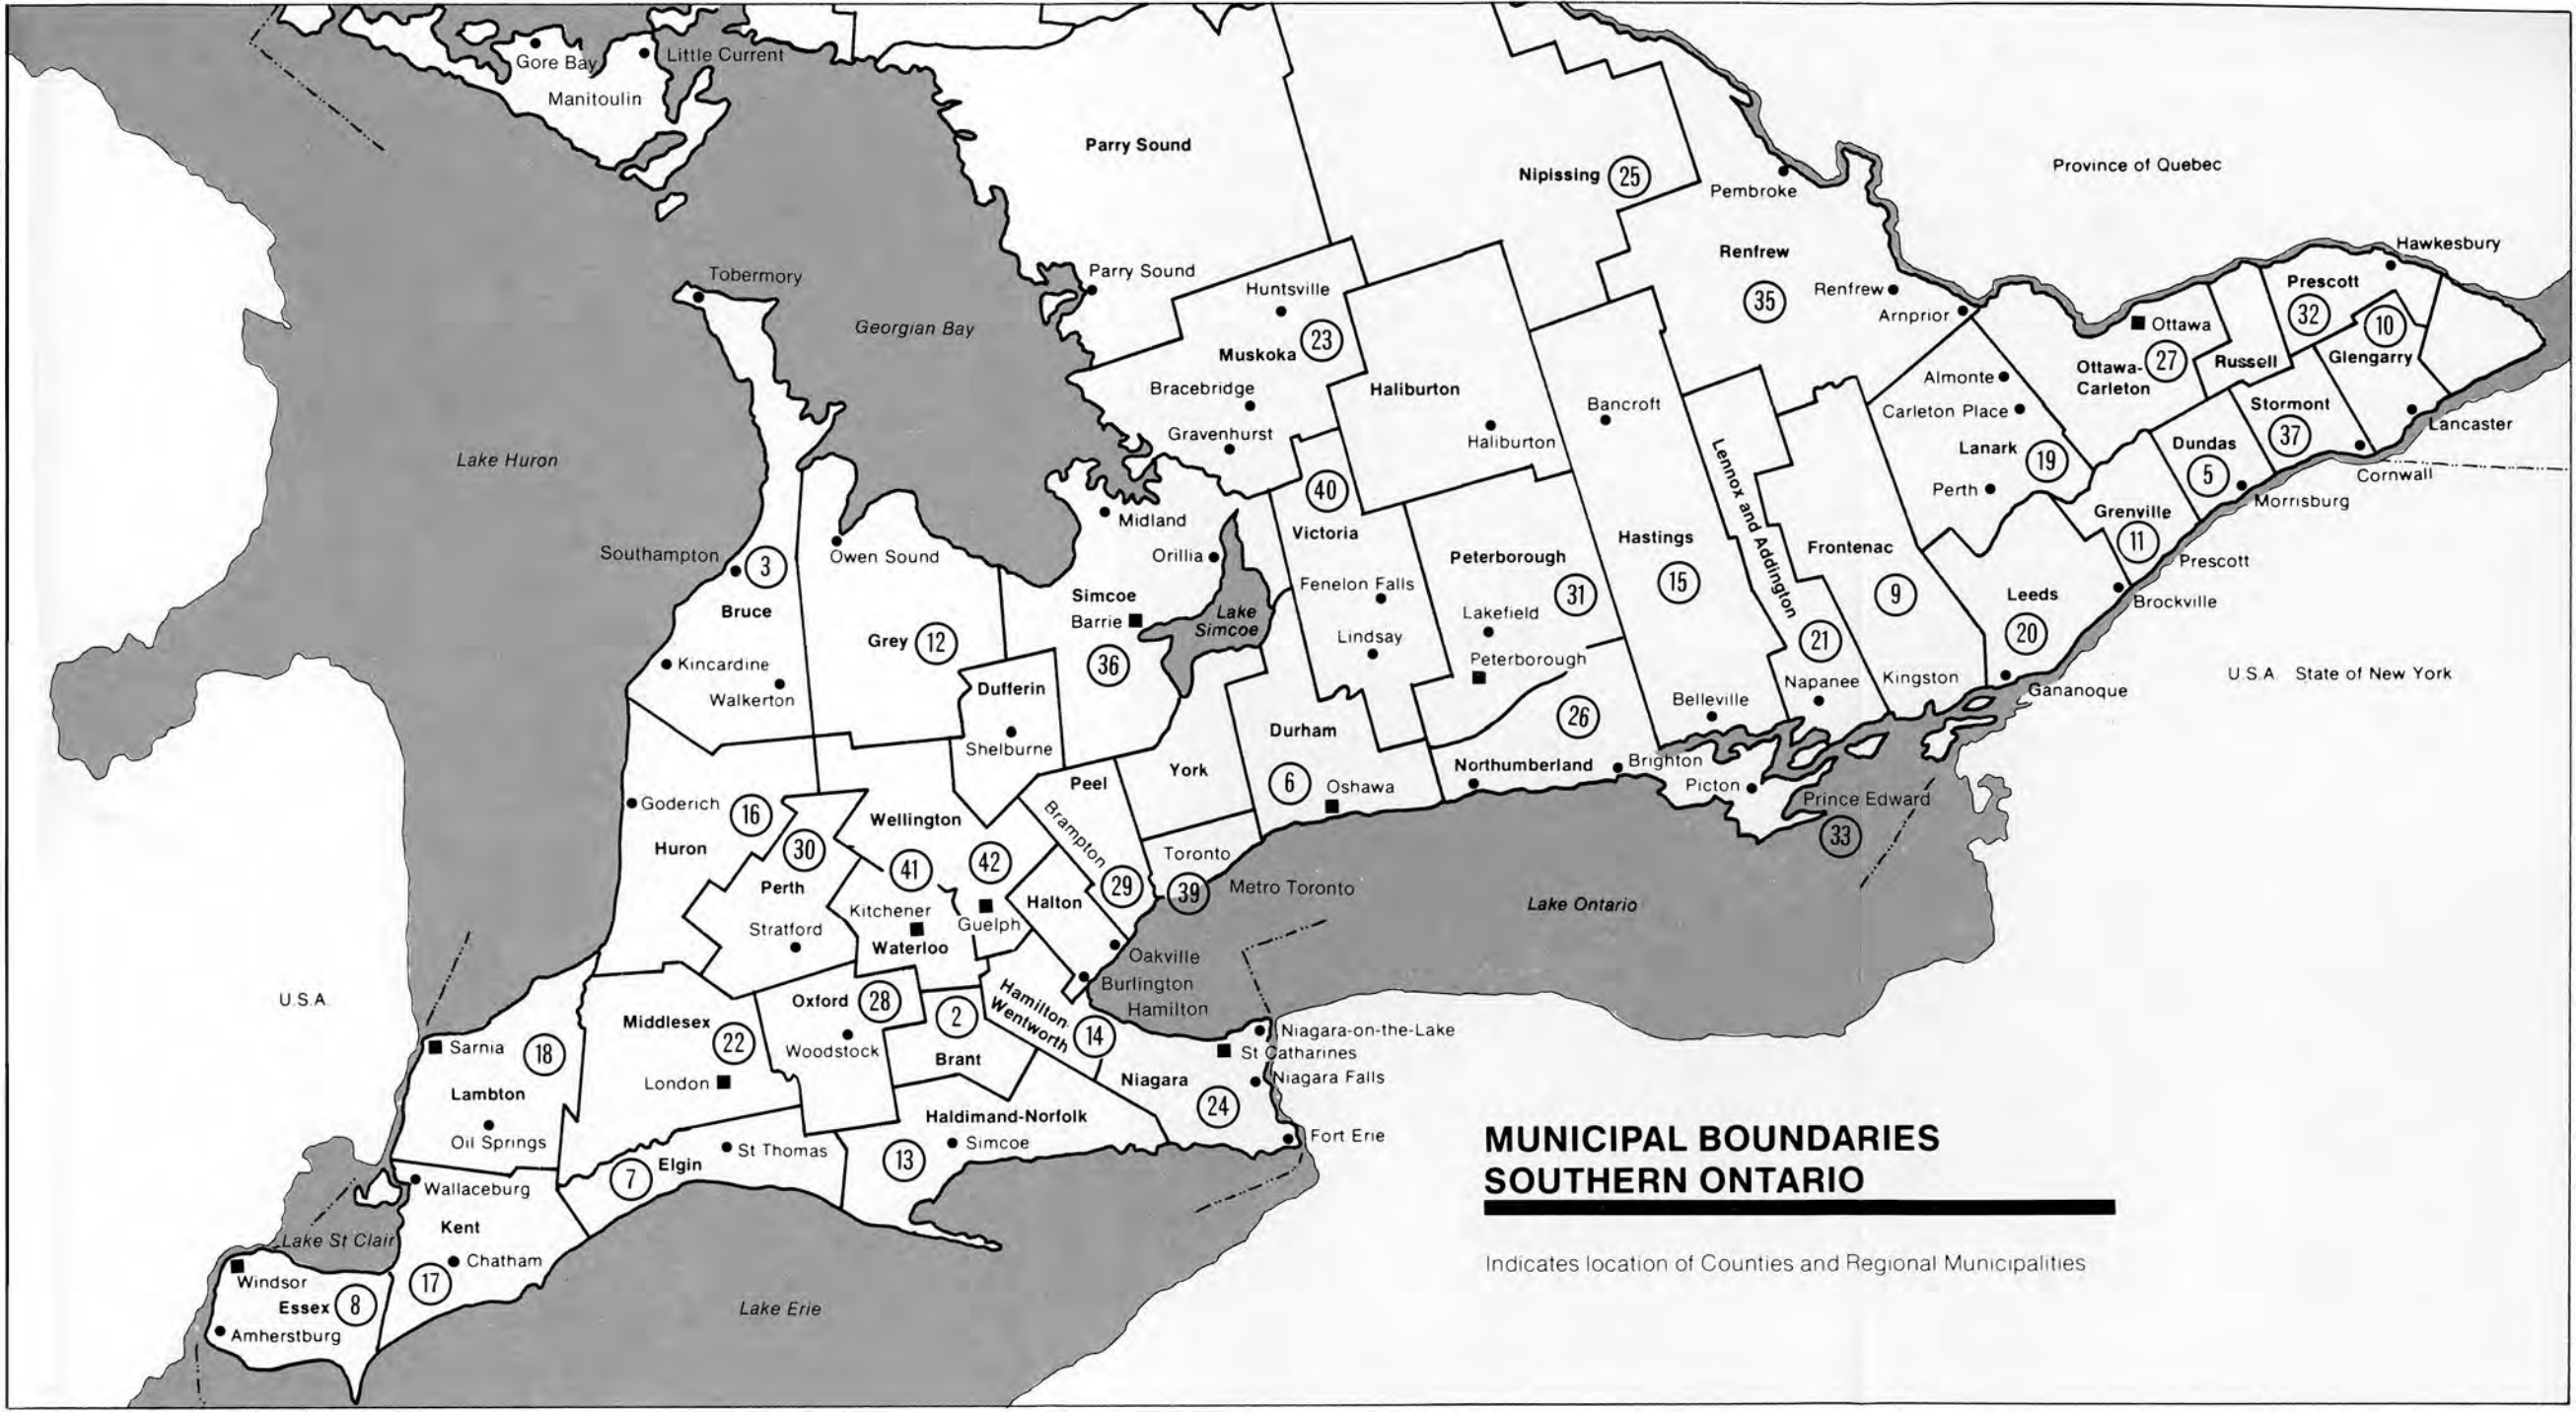 Gore Bay
Little Current
Manitoulin
Parry Sound
Nipissing 25
Pembroke
Province of Quebec
Hawkesbury
Renfrew
35
Prescott
32
10
Tobermory
Parry Sound
Huntsville
Renfrew
Arnprior
Ottawa
Georgian Bay
23
Muskoka
Ottawa-
Carleton
27
Russell
Glengarry
Bracebridge
Haliburton
Almonte
Bancroft
Carleton Place
Stormont
37
Lancaster
Gravenhurst
Haliburton
Lennox and Addington
Lanark 19
Dundas
5
Cornwall
Lake Huron
40
Perth
Morrisburg
Midland
Victoria
Grenville
11
Southampton
3
Owen Sound
Orillia
Peterborough
31
Hastings
15
Frontenac
9
Prescott
Bruce
Simcoe
Barrie
Lake
Simcoe
Fenelon Falls
Lakefield
Leeds
20
Brockville
Grey 12
36
Lindsay
Peterborough
21
Kincardine
Walkerton
Dufferin
Napanee
Kingston
Gananoque
U.S.A. State of New York
Shelburne
Durham
26
Belleville
Peel
York
6
Oshawa
Northumberland
Brighton
Picton
Prince Edward
33
Goderich
16
Huron
30
Wellington
Brampton
Perth
41
42
29
Toronto
39
Metro Toronto
Lake Ontario
Halton
Kitchener
Guelph
Stratford
Waterloo
Oakville
Burlington
Hamilton
U.S.A.
Oxford 28
2
Hamilton-
Wentworth
14
Middlesex
22
Woodstock
Brant
Niagara-on-the-Lake
St Catharines
Sarnia
18
London
Niagara
24
Niagara Falls
Lambton
Oil Springs
Haldimand-Norfolk
Simcoe
13
Fort Erie
St Thomas
Elgin
7
Wallaceburg
Kent
Lake St Clair
Chatham
17
Windsor
Essex 8
Amherstburg
Lake Erie
MUNICIPAL BOUNDARIES
SOUTHERN ONTARIO
Indicates location of Counties and Regional Municipalities